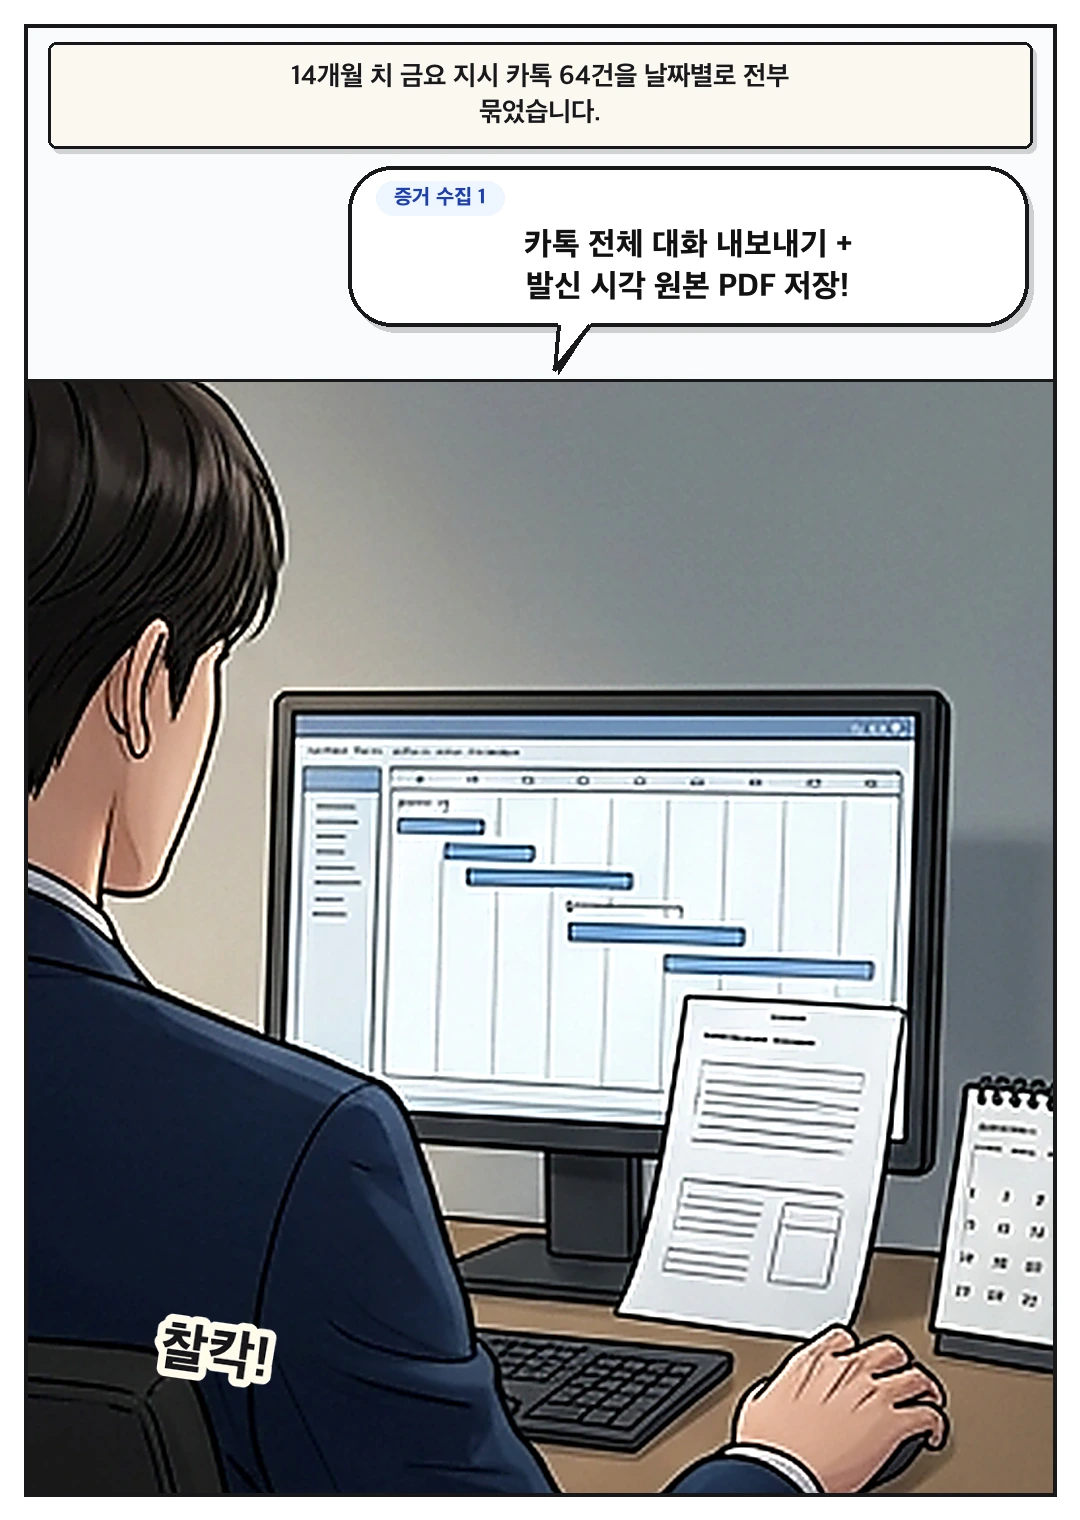 14개월 치 금요 지시 카톡 64건을 날짜별로 전부
묶었습니다.
증거 수집 1
카톡 전체 대화 내보내기 +
발신 시각 원본 PDF 저장!
찰칵!